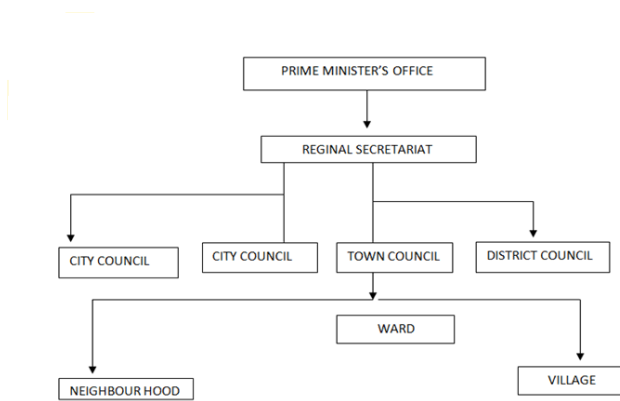 PRIME MINISTER'S OFFICE
REGINAL SECRETARIAT
CITY COUNCIL
CITY COUNCIL
TOWN COUNCIL
DISTRICT COUNCIL
WARD
NEIGHBOUR HOOD
VILLAGE